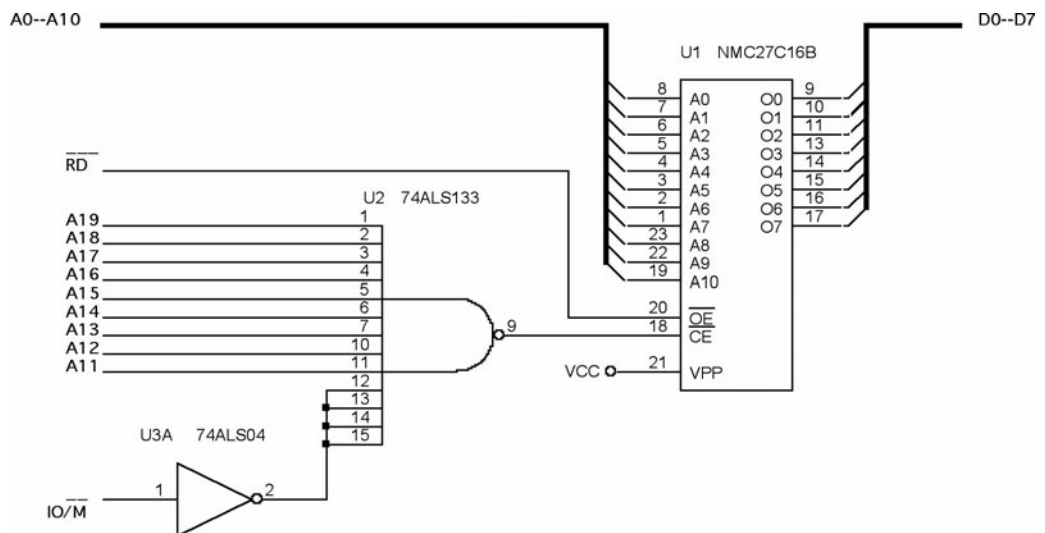 A0--A10
D0--D7
U1 NMC27C16B
8 A0 O0 9
7 A1 O1 10
6 A2 O2 11
5 A3 O3 13
4 A4 O4 14
3 A5 O5 15
2 A6 O6 16
1 A7 O7 17
23 A8
22 A9
19 A10
20 OE
18 CE
VCC 21 VPP
RD
U2 74ALS133
A19 1
A18 2
A17 3
A16 4
A15 5
A14 6
A13 7
A12 10
A11 11
12
13
14
15
9
U3A 74ALS04
1 2
IO/M